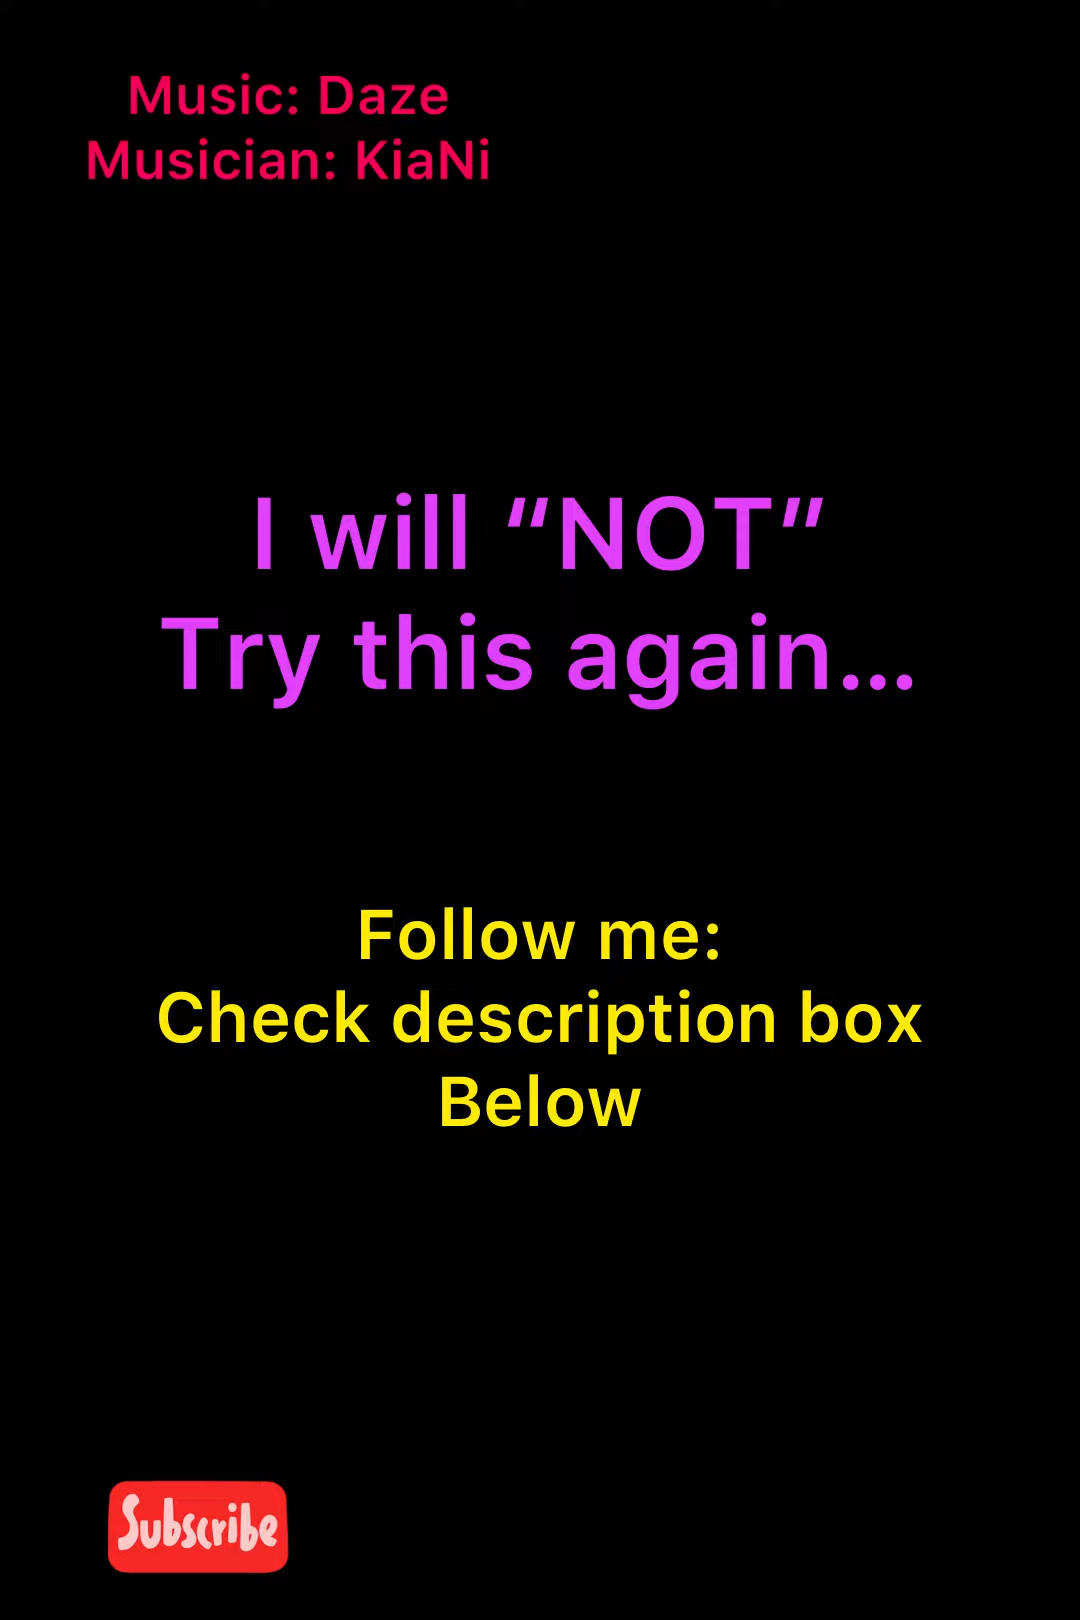 Music: Daze
Musician: KiaNi
I will “NOT”
Try this again...
Follow me:
Check description box
Below
Subscribe